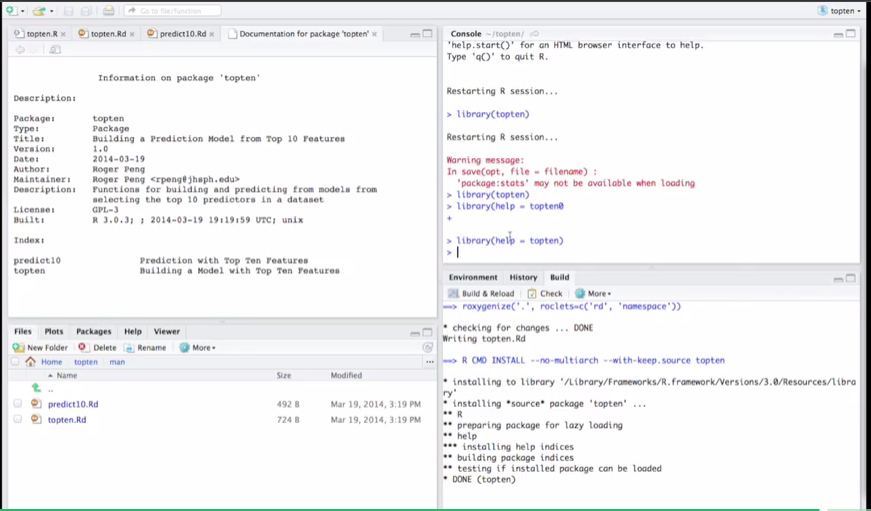 Go to file/function
topten
topten.R
topten.Rd
predict10.Rd
Documentation for package 'topten'
Information on package 'topten'
Description:
Package: topten
Type: Package
Title: Building a Prediction Model from Top 10 Features
Version: 1.0
Date: 2014-03-19
Author: Roger Peng
Maintainer: Roger Peng <rpeng@jhsph.edu>
Description: Functions for building and predicting from models from
selecting the top 10 predictors in a dataset
License: GPL-3
Built: R 3.0.3; ; 2014-03-19 19:19:59 UTC; unix
Index:
predict10 Prediction with Top Ten Features
topten Building a Model with Top Ten Features
Files Plots Packages Help Viewer
New Folder Delete Rename More
Home topten man
Name Size Modified
..
predict10.Rd 492 B Mar 19, 2014, 3:19 PM
topten.Rd 724 B Mar 19, 2014, 3:19 PM
Console ~/topten/
'help.start()' for an HTML browser interface to help.
Type 'q()' to quit R.
Restarting R session...
> library(topten)
Restarting R session...
Warning message:
In save(opt, file = filename) :
'package:stats' may not be available when loading
> library(topten)
> library(help = topten0
+
> library(help = topten)
>
Environment History Build
Build & Reload Check More
==> roxygenize('.', roclets=c('rd', 'namespace'))
* checking for changes ... DONE
Writing topten.Rd
==> R CMD INSTALL --no-multiarch --with-keep.source topten
* installing to library '/Library/Frameworks/R.framework/Versions/3.0/Resources/libra
ry'
* installing *source* package 'topten' ...
** R
** preparing package for lazy loading
** help
*** installing help indices
** building package indices
** testing if installed package can be loaded
* DONE (topten)